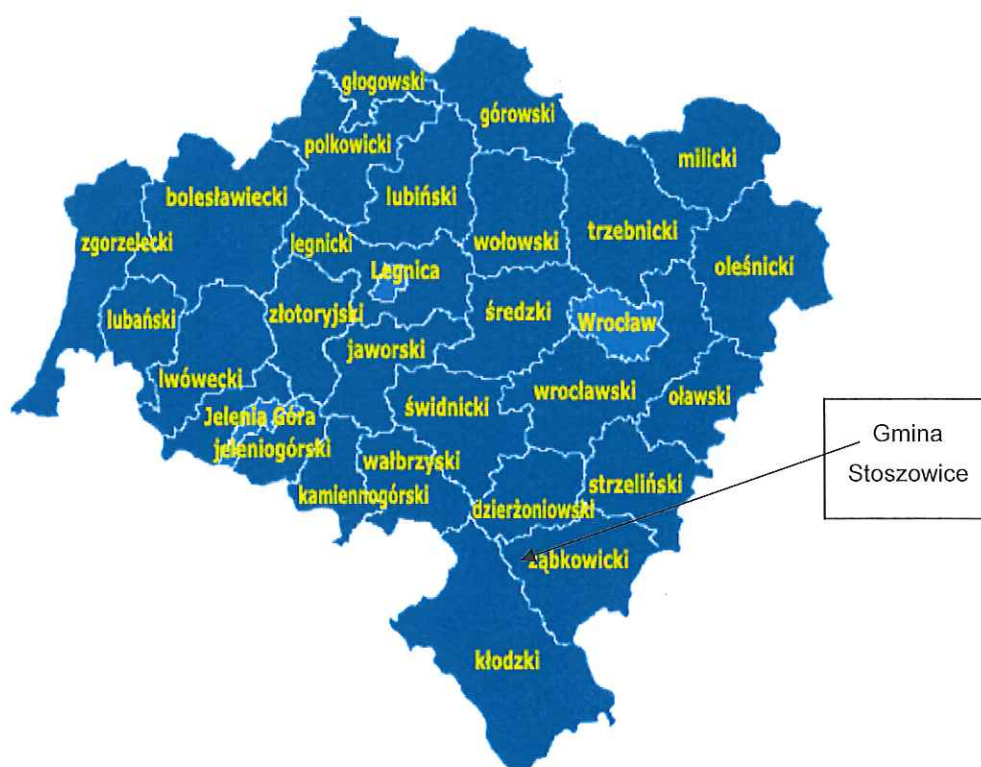 głogowski
górowski
polkowicki
milicki
bolesławiecki
lubiński
zgorzelecki
legnicki
wołowski
trzebnicki
oleśnicki
Legnica
lubański
złotoryjski
średzki
Wrocław
jaworski
lwówecki
wrocławski
oławski
świdnicki
Jelenia Góra
jeleniogórski
wałbrzyski
kamiennogórski
dzierżoniowski
strzeliński
ząbkowicki
kłodzki
Gmina
Stoszowice